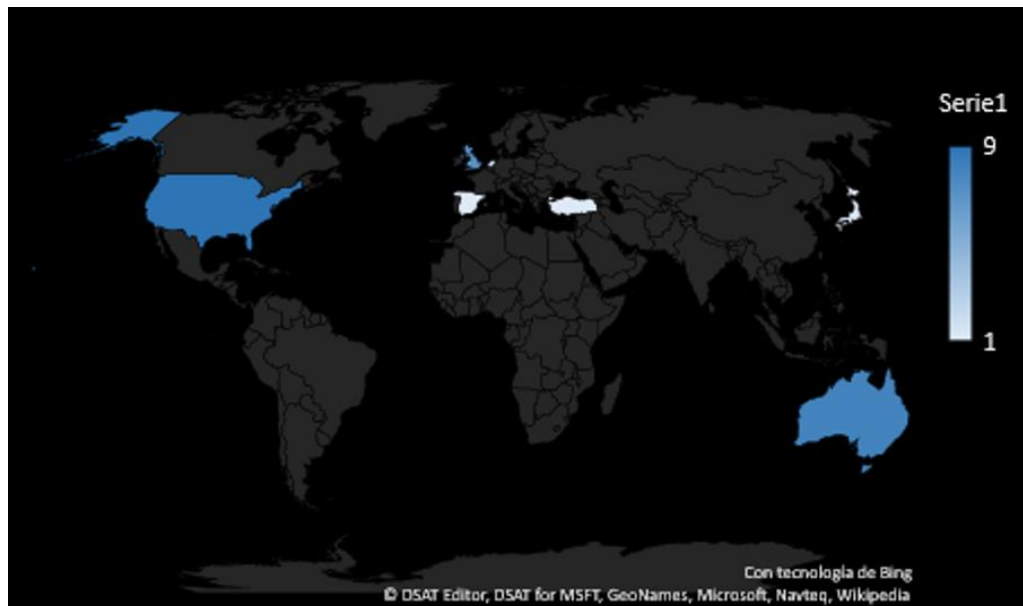 Serie1
9
1
Con tecnología de Bing
© DSAT Editor, DSAT for MSFT, GeoNames, Microsoft, Navteq, Wikipedia